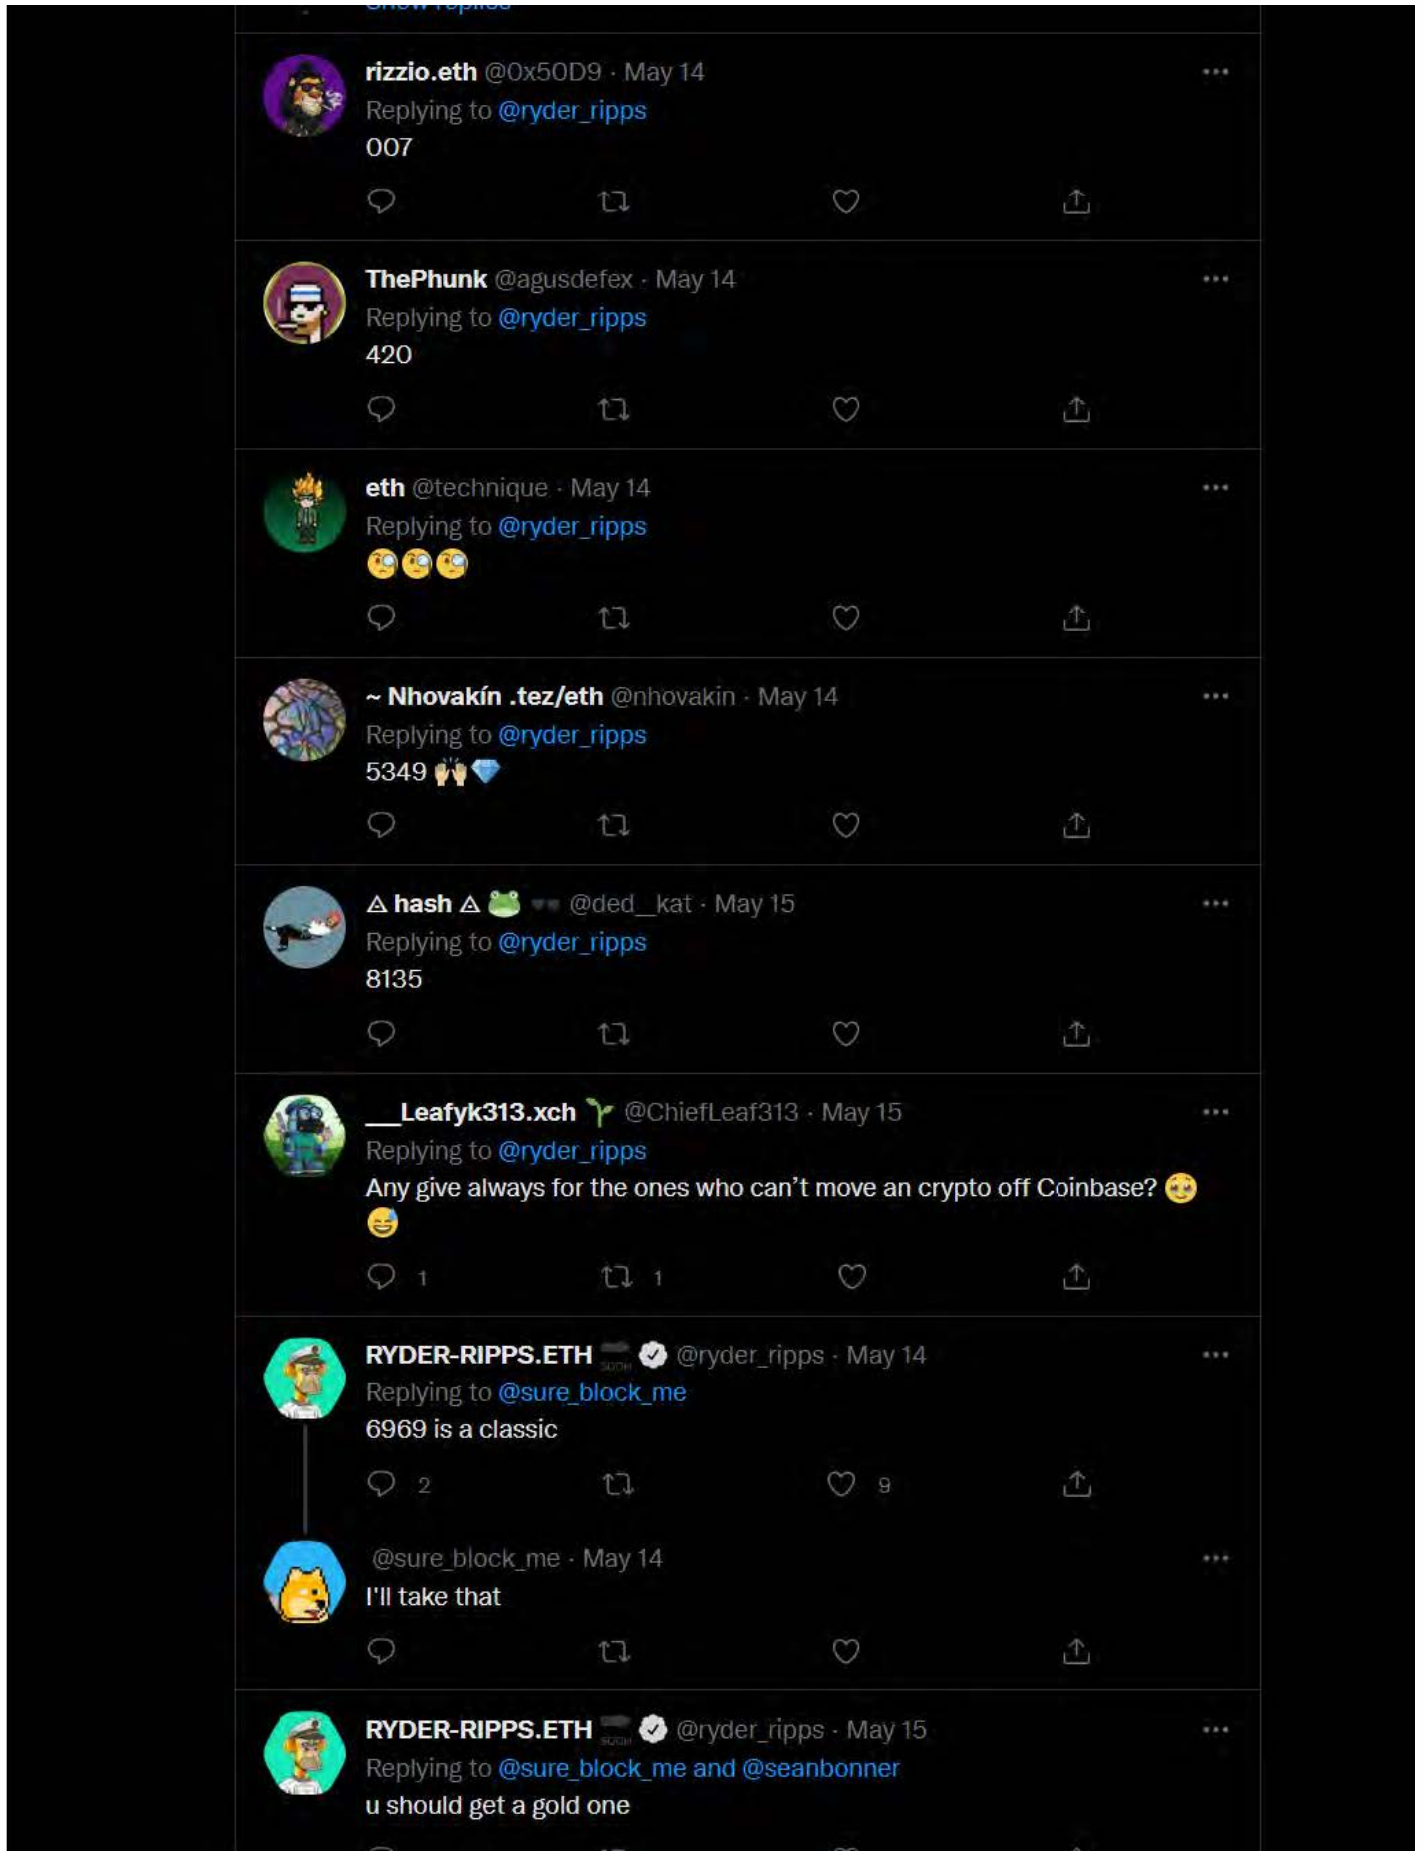 Show replies
rizzio.eth @0x50D9 · May 14
Replying to @ryder_ripps
007
ThePhunk @agusdefex · May 14
Replying to @ryder_ripps
420
eth @technique · May 14
Replying to @ryder_ripps
🧐🧐🧐
~ Nhovakín .tez/eth @nhovakin · May 14
Replying to @ryder_ripps
5349 🙌🏼💎
⟁ hash ⟁ 🐸 🕶 @ded__kat · May 15
Replying to @ryder_ripps
8135
__Leafyk313.xch 🌱 @ChiefLeaf313 · May 15
Replying to @ryder_ripps
Any give always for the ones who can't move an crypto off Coinbase? 🥹
😅
1 1
RYDER-RIPPS.ETH 🔜 @ryder_ripps · May 14
Replying to @sure_block_me
6969 is a classic
2 9
@sure_block_me · May 14
I'll take that
RYDER-RIPPS.ETH 🔜 @ryder_ripps · May 15
Replying to @sure_block_me and @seanbonner
u should get a gold one